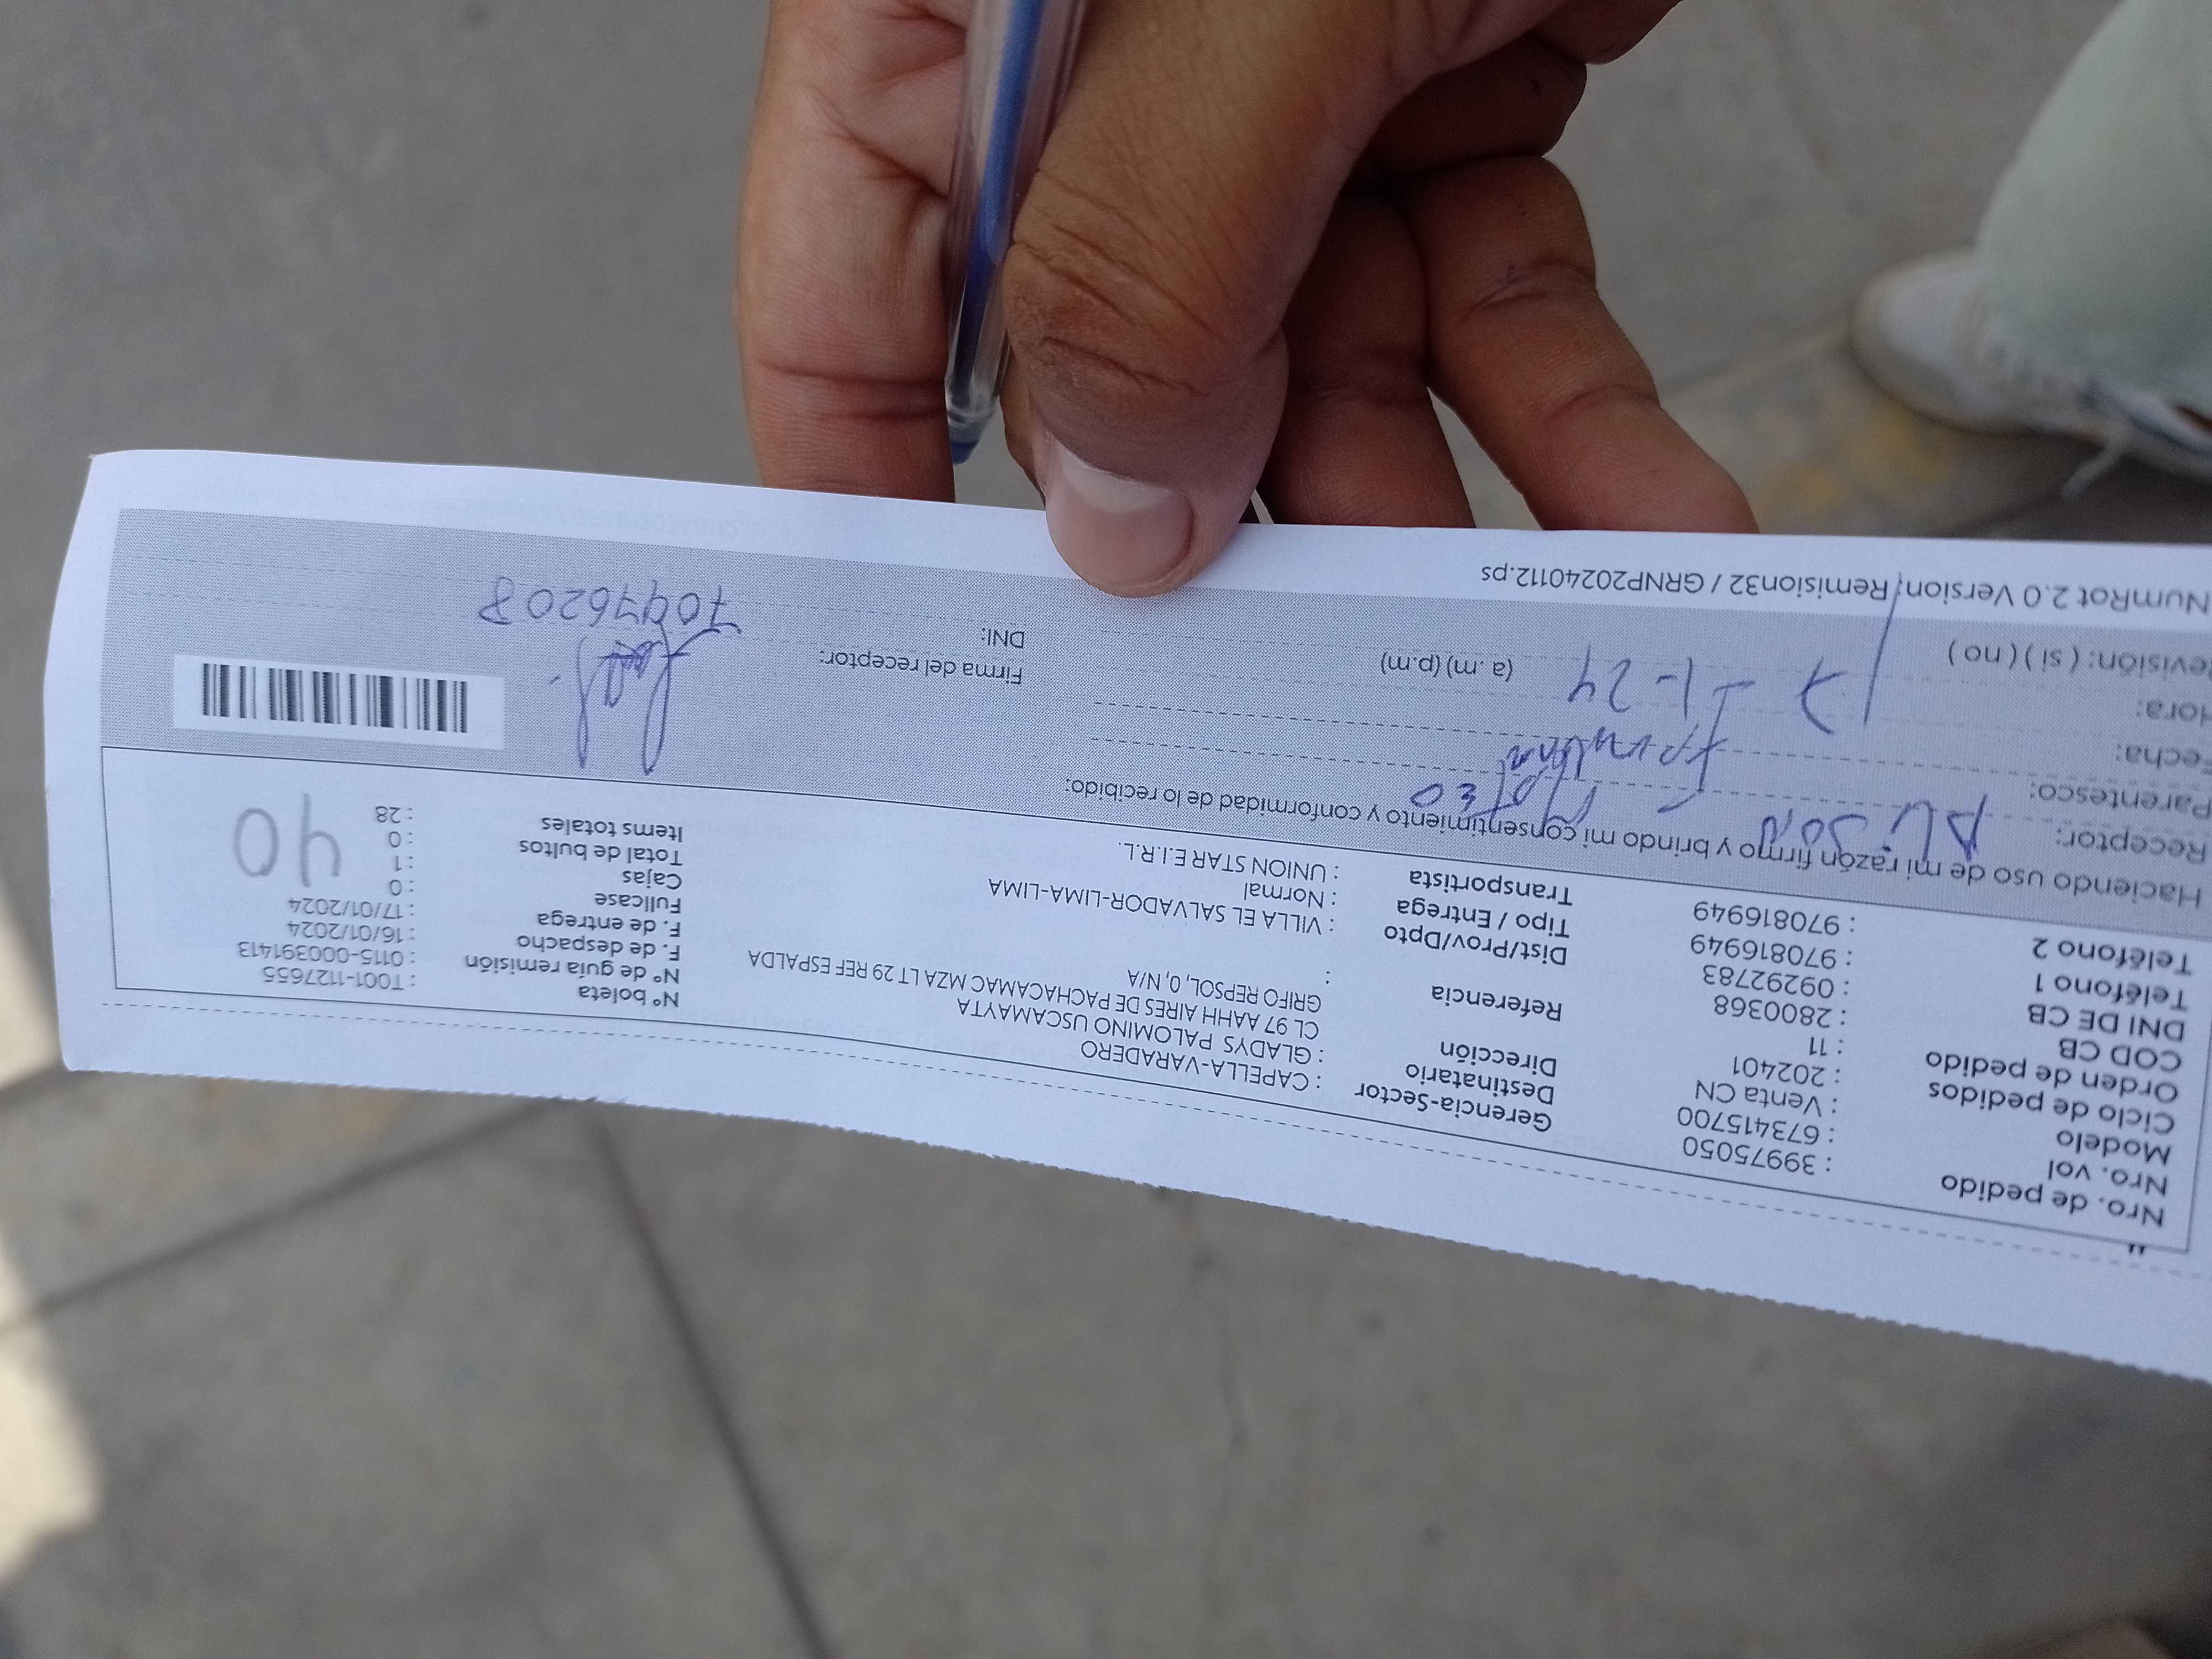 Nro. de pedido : 39975050
Nro. vol : 673415700
Modelo : Venta CN
Ciclo de pedidos : 202401
Orden de pedido : 11
COD CB : 2800368
DNI DE CB : 09292783
Teléfono 1 : 970816949
Teléfono 2 : 970816949
Gerencia-Sector : CAPELLA-VARADERO
Destinatario : GLADYS PALOMINO USCAMAYTA
Dirección CL 97 AAHH AIRES DE PACHACAMAC MZA LT 29 REF ESPALDA
GRIFO REPSOL, 0, N/A
Referencia :
Dist/Prov/Dpto : VILLA EL SALVADOR-LIMA-LIMA
Tipo / Entrega : Normal
Transportista : UNION STAR E.I.R.L.
Nº boleta : T001-1127655
Nº de guía remisión : 0115-000391413
F. de despacho : 16/01/2024
F. de entrega : 17/01/2024
Fullcase : 0
Cajas : 1
Total de bultos : 0
Items totales : 28
40
Haciendo uso de mi razón firmo y brindo mi consentimiento y conformidad de lo recibido:
Receptor:
Parentesco:
Fecha: 17-1-24
Hora: (a.m) (p.m)
evisión: ( si ) ( no )
Firma del receptor:
DNI: 70476208
NumRot 2.0 Version: Remision32 / GRNP20240112.ps